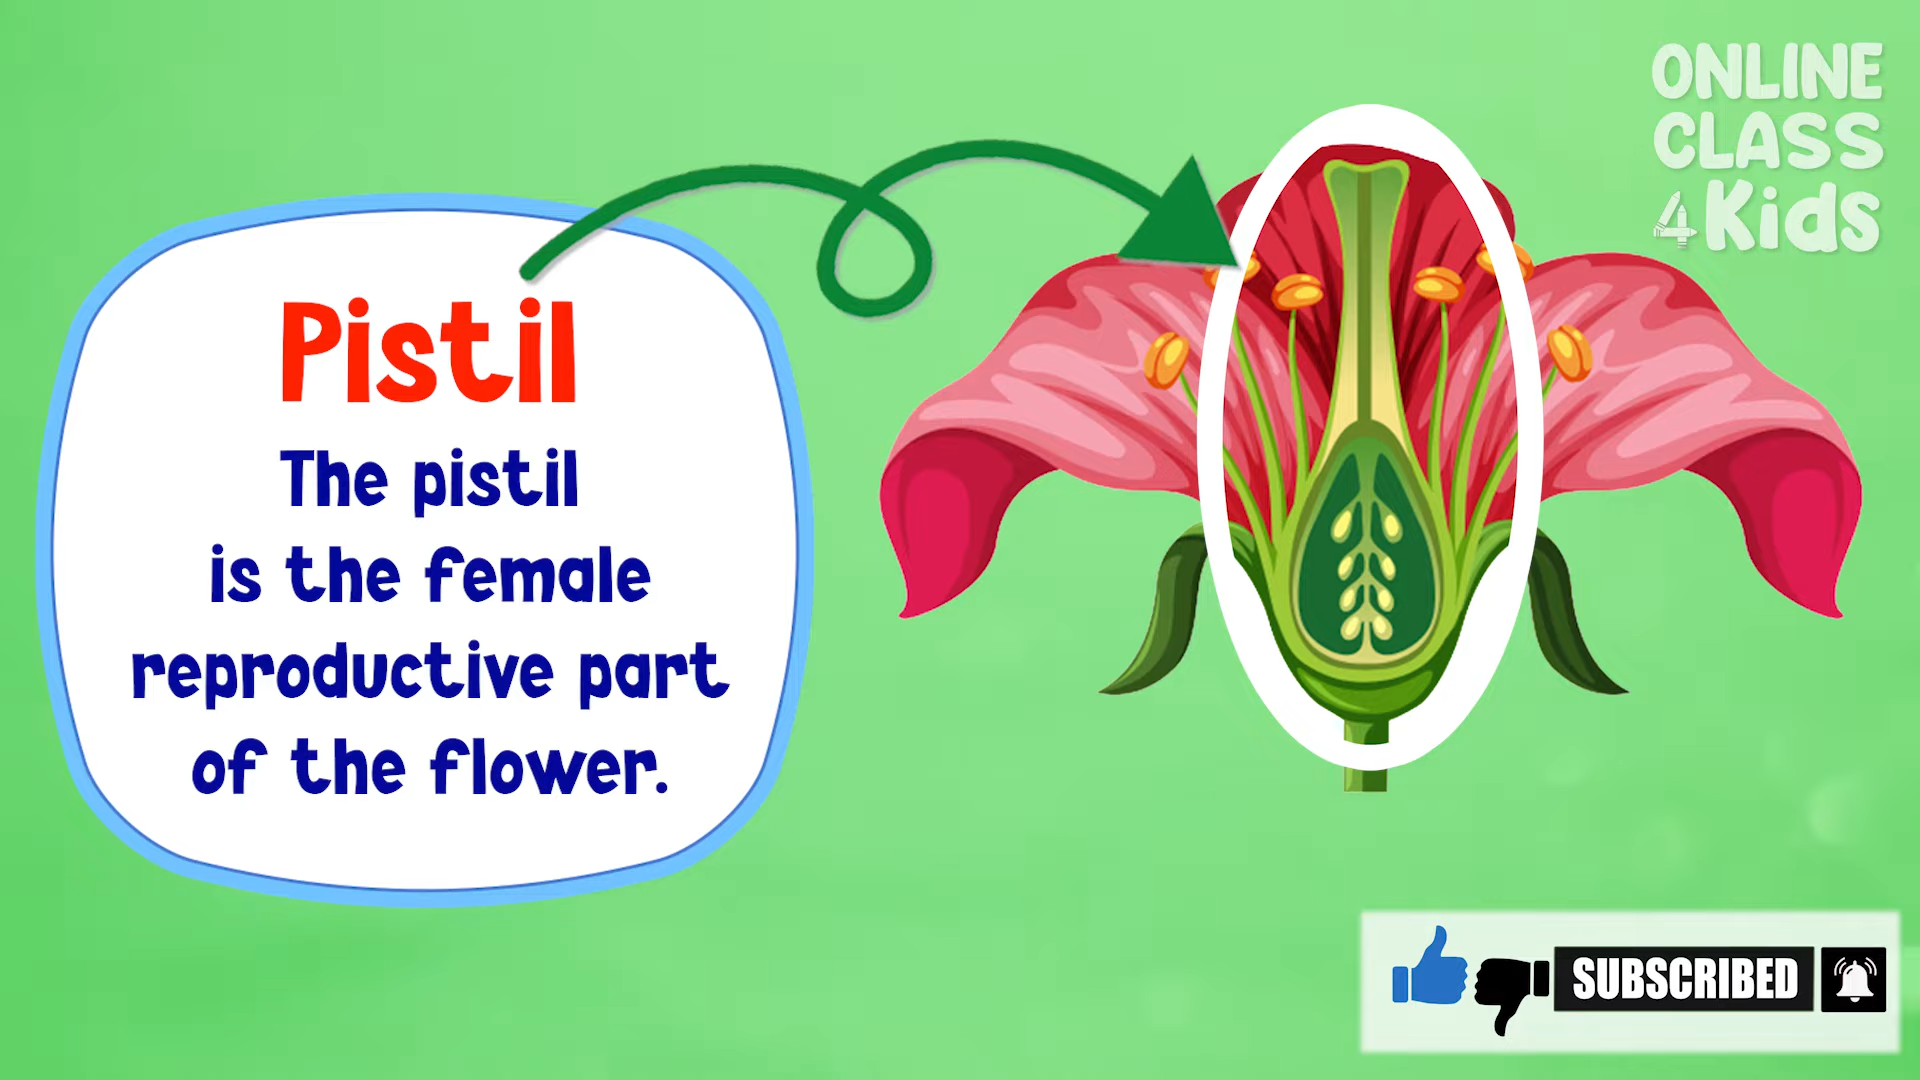 Pistil
The pistil
is the female
reproductive part
of the flower.
ONLINE
CLASS
4Kids
SUBSCRIBED